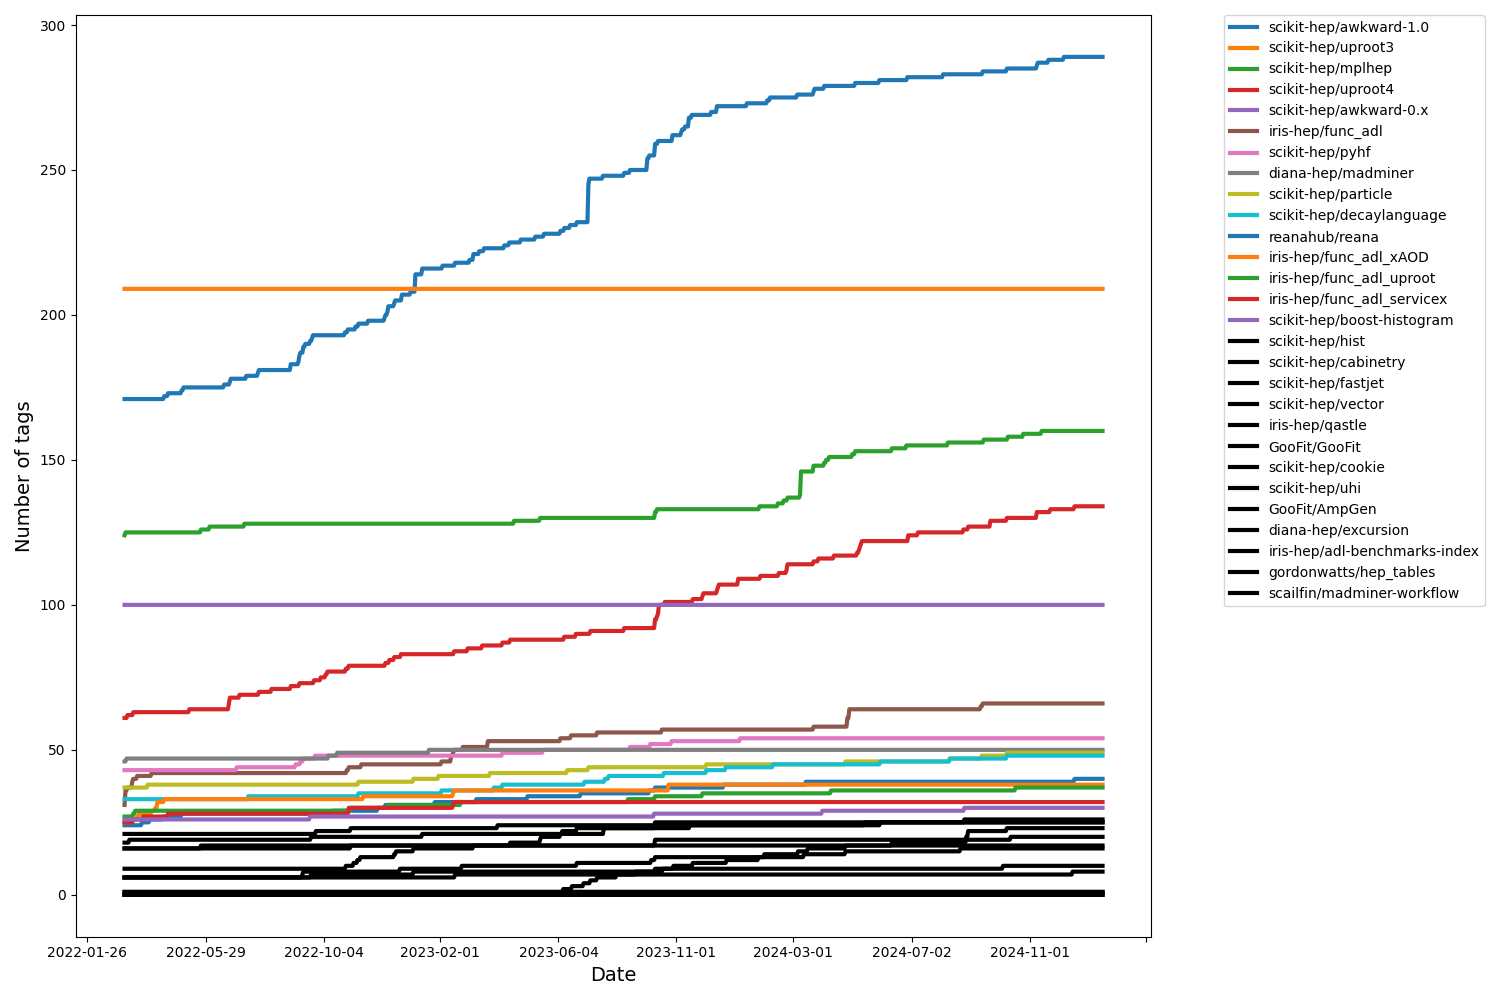 300
250
200
150
100
50
0
Number of tags
2022-01-26 2022-05-29 2022-10-04 2023-02-01 2023-06-04 2023-11-01 2024-03-01 2024-07-02 2024-11-01
Date
scikit-hep/awkward-1.0
scikit-hep/uproot3
scikit-hep/mplhep
scikit-hep/uproot4
scikit-hep/awkward-0.x
iris-hep/func_adl
scikit-hep/pyhf
diana-hep/madminer
scikit-hep/particle
scikit-hep/decaylanguage
reanahub/reana
iris-hep/func_adl_xAOD
iris-hep/func_adl_uproot
iris-hep/func_adl_servicex
scikit-hep/boost-histogram
scikit-hep/hist
scikit-hep/cabinetry
scikit-hep/fastjet
scikit-hep/vector
iris-hep/qastle
GooFit/GooFit
scikit-hep/cookie
scikit-hep/uhi
GooFit/AmpGen
diana-hep/excursion
iris-hep/adl-benchmarks-index
gordonwatts/hep_tables
scailfin/madminer-workflow